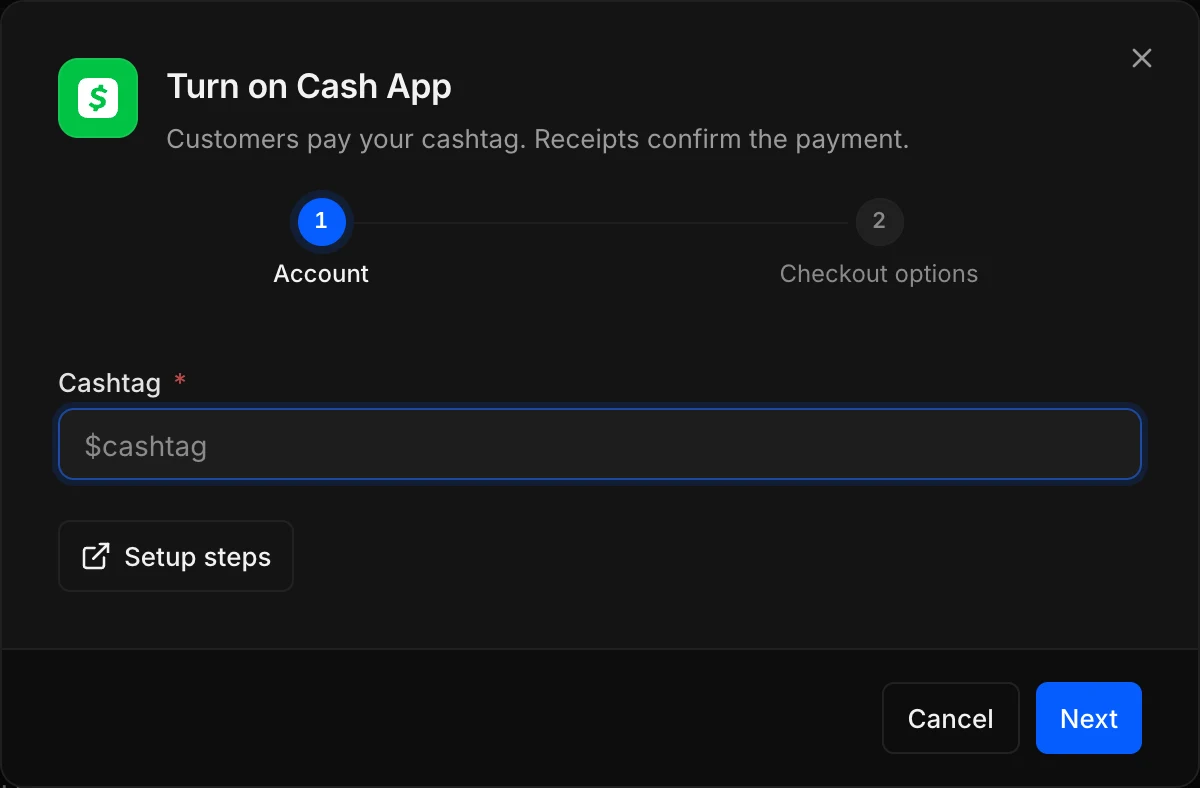 Turn on Cash App
Customers pay your cashtag. Receipts confirm the payment.
1
2
Account
Checkout options
Cashtag *
$cashtag
Setup steps
Cancel
Next